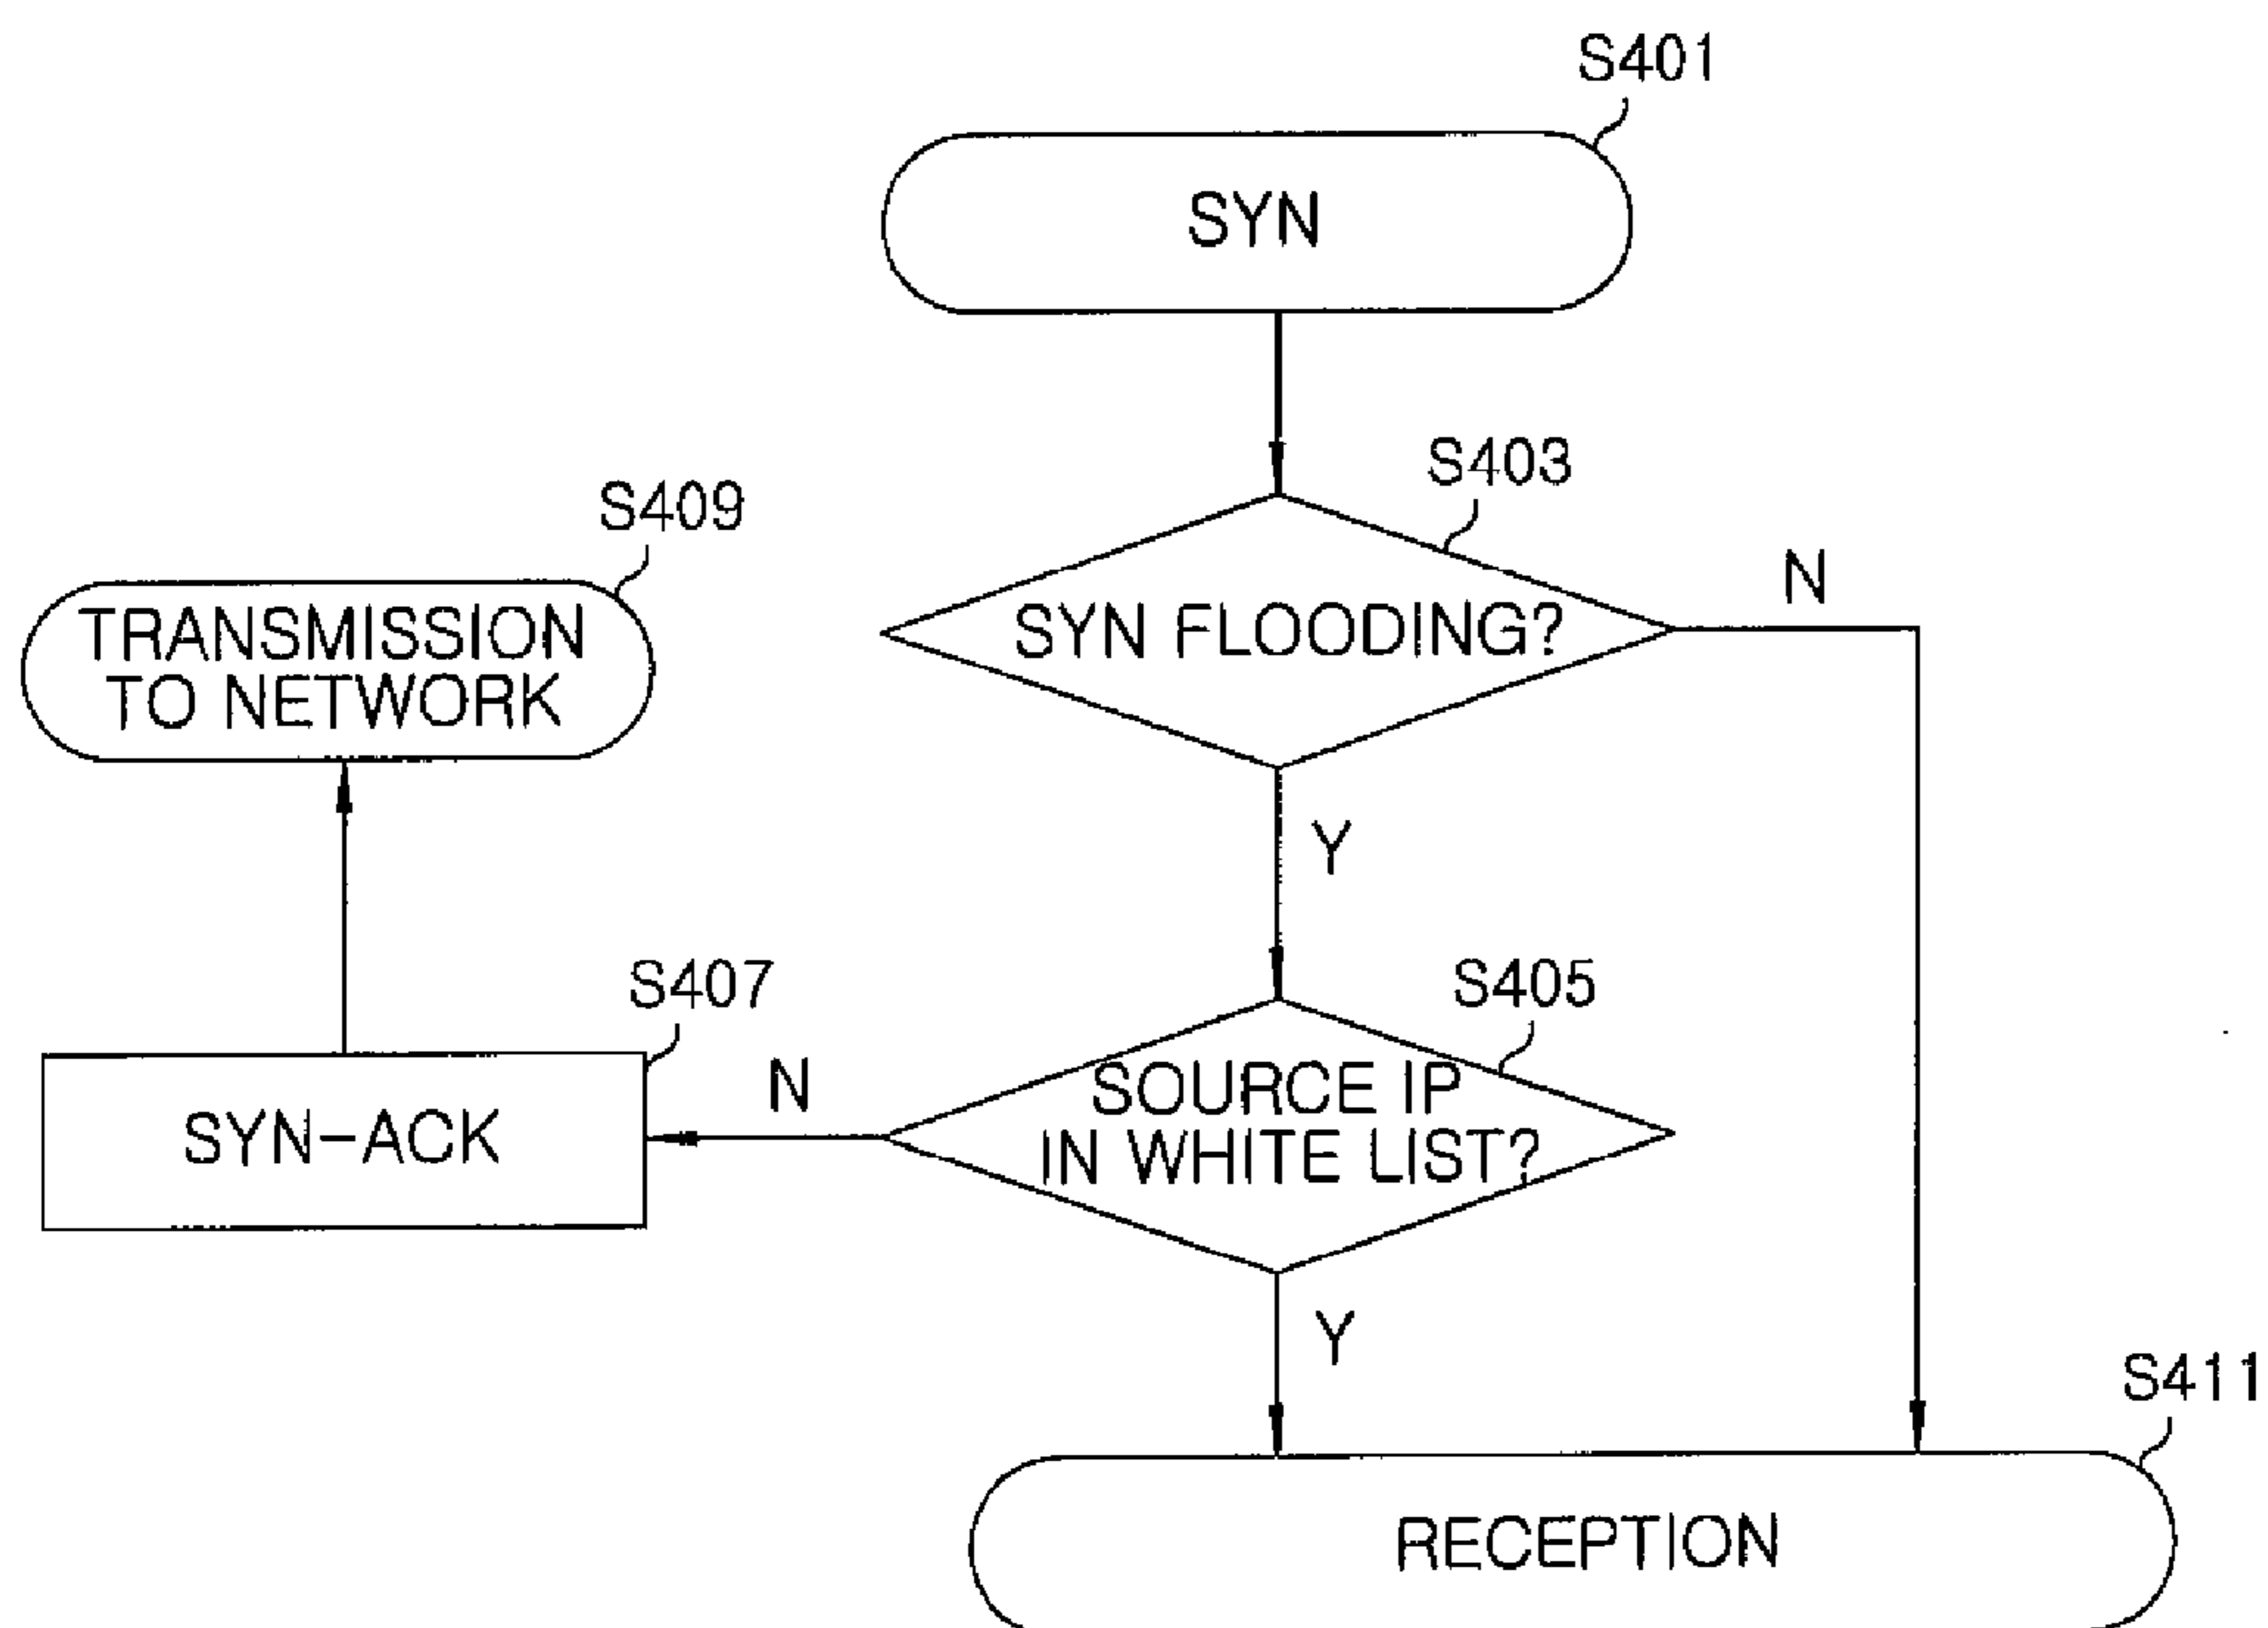 S401
SYN
S403
SYN FLOODING?
N
S409
TRANSMISSION
TO NETWORK
Y
S407
SYN-ACK
N
S405
SOURCE IP
IN WHITE LIST?
Y
S411
RECEPTION